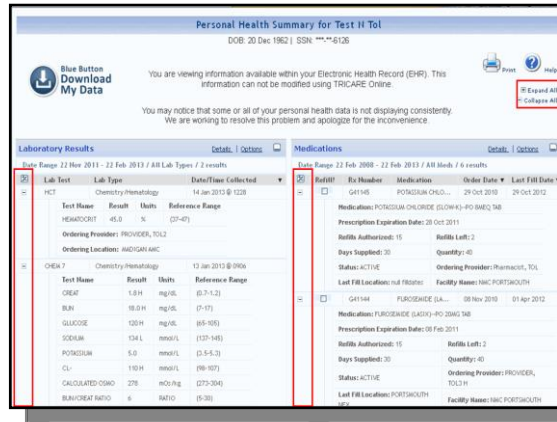 Personal Health Summary for Test N Tol
DOB: 20 Dec 1962 | SSN: ***-**-6126
Blue Button
Download
My Data
You are viewing information available within your Electronic Health Record (EHR). This
information can not be modified using TRICARE Online.
Print
Help
Expand All
Collapse All
You may notice that some or all of your personal health data is not displaying consistently.
We are working to resolve this problem and apologize for the inconvenience.
Laboratory Results Details | Options
Date Range 22 Nov 2011 - 22 Feb 2013 / All Lab Types / 2 results
Lab Test Lab Type Date/Time Collected
HCT Chemistry/Hematology 14 Jan 2013 @ 1228
Test Name Result Units Reference Range
HEMATOCRIT 45.0 % (37-47)
Ordering Provider: PROVIDER, TOL2
Ordering Location: MADIGAN AMC
CHEM 7 Chemistry/Hematology 13 Jan 2013 @ 0906
Test Name Result Units Reference Range
CREAT 1.8 H mg/dL (0.7-1.2)
BUN 18.0 H mg/dL (7-17)
GLUCOSE 120 H mg/dL (65-105)
SODIUM 134 L mmol/L (137-145)
POTASSIUM 5.0 mmol/L (3.5-5.3)
CL- 110 H mmol/L (98-107)
CALCULATED OSMO 278 mOs/kg (273-304)
BUN/CREAT RATIO 6 RATIO (5-30)
Medications Details | Options
Date Range 22 Feb 2008 - 22 Feb 2013 / All Meds / 6 results
Refill? Rx Number Medication Order Date Last Fill Date
G41145 POTASSIUM CHLO... 29 Oct 2010 29 Oct 2012
Medication: POTASSIUM CHLORIDE (SLOW-K)--PO 8MEQ TAB
Prescription Expiration Date: 28 Oct 2011
Refills Authorized: 15 Refills Left: 2
Days Supplied: 30 Quantity: 40
Status: ACTIVE Ordering Provider: Pharmacist, TOL
Last Fill Location: null fillsites Facility Name: NMC PORTSMOUTH
G41144 FUROSEMIDE (LA... 08 Nov 2010 01 Apr 2012
Medication: FUROSEMIDE (LASIX)--PO 20MG TAB
Prescription Expiration Date: 08 Feb 2011
Refills Authorized: 15 Refills Left: 2
Days Supplied: 30 Quantity: 40
Status: ACTIVE Ordering Provider: PROVIDER,
TOL3 H
Last Fill Location: PORTSMOUTH
NEX Facility Name: NMC PORTSMOUTH